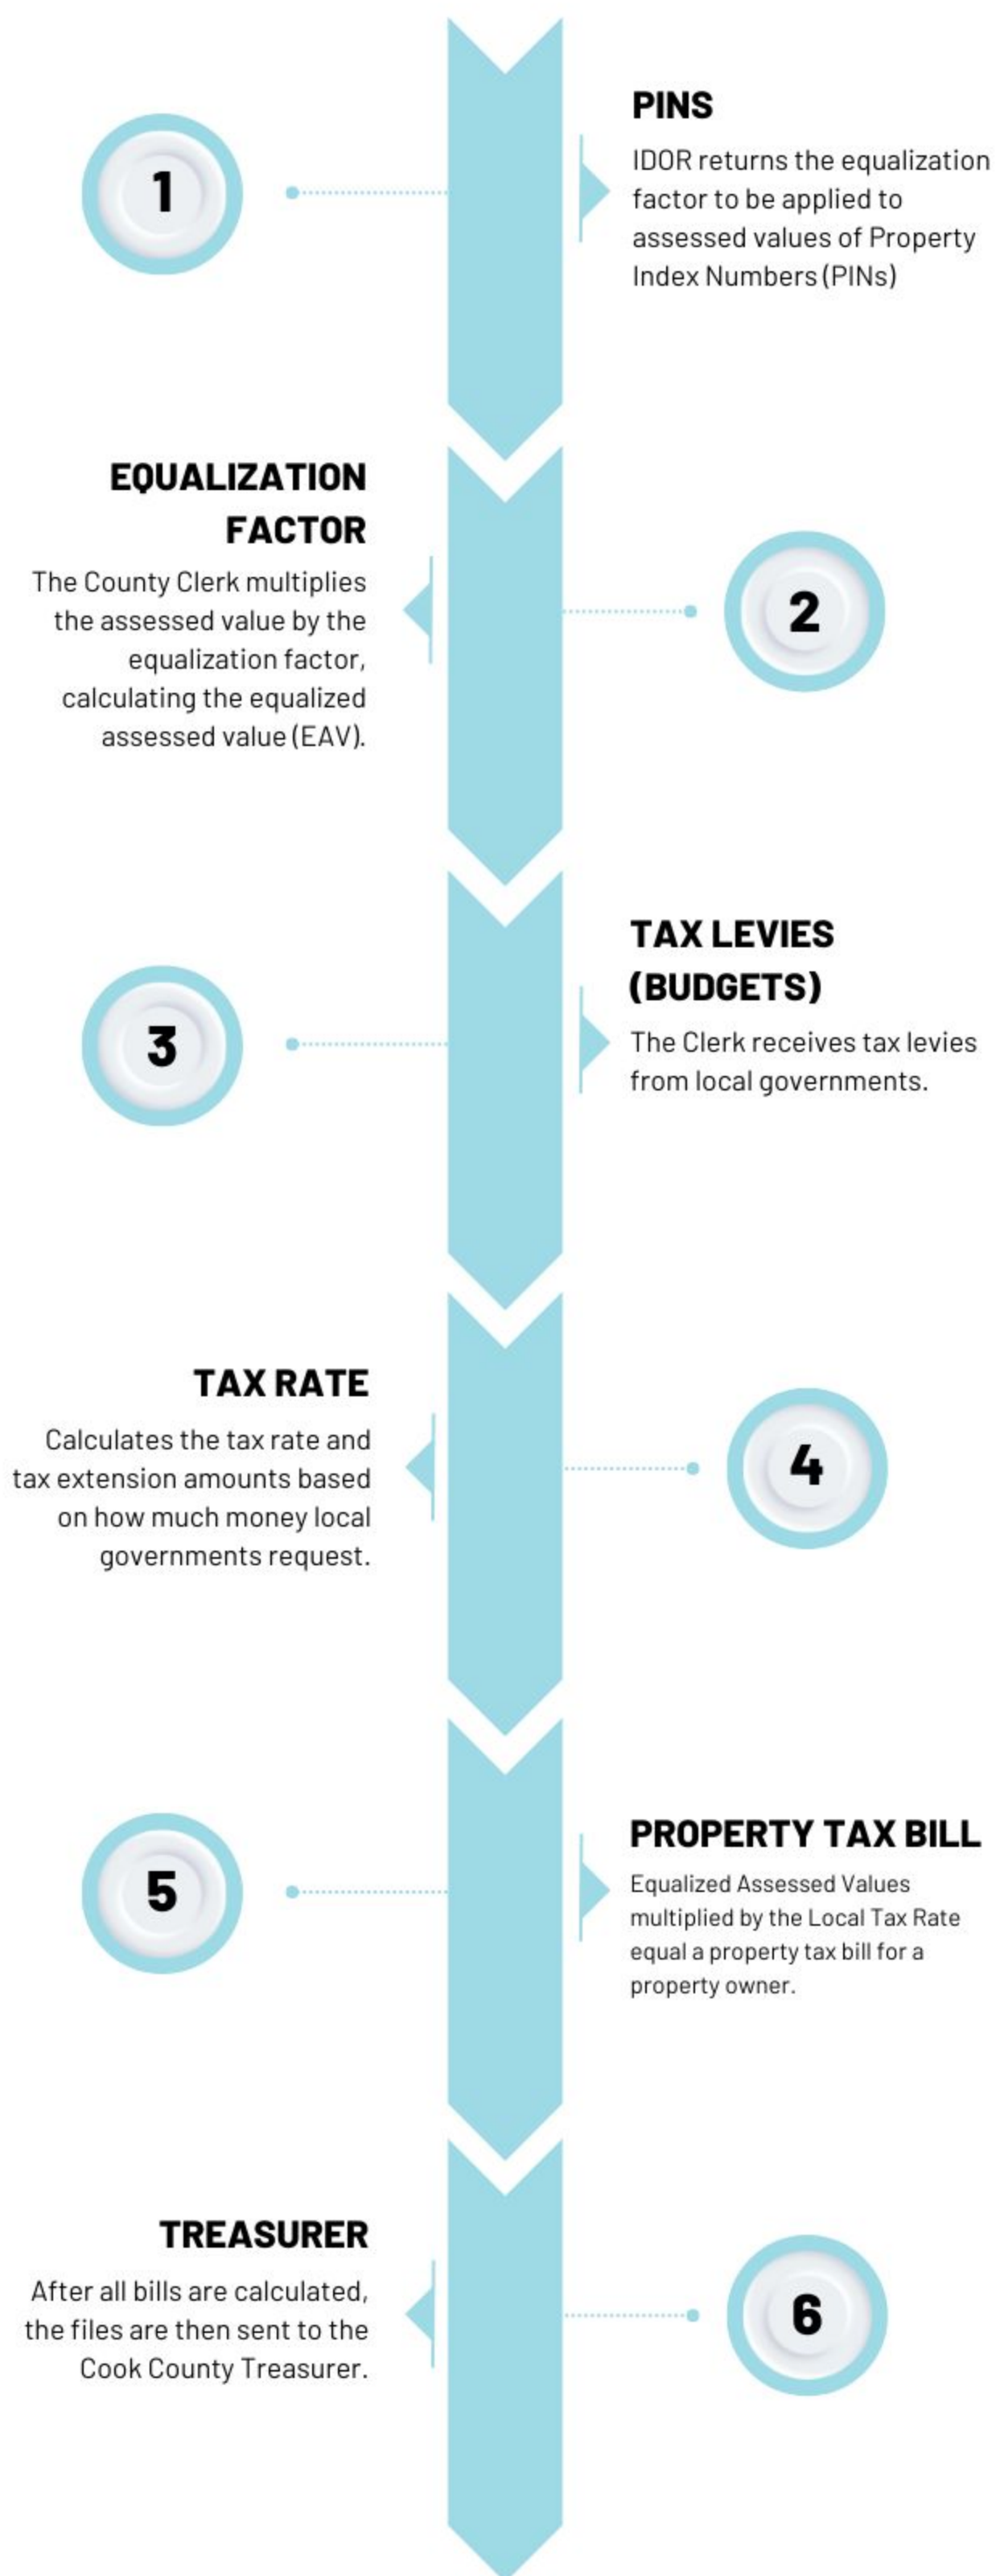 1
PINS
IDOR returns the equalization
factor to be applied to
assessed values of Property
Index Numbers (PINs)
EQUALIZATION
FACTOR
The County Clerk multiplies
the assessed value by the
equalization factor,
calculating the equalized
assessed value (EAV).
2
3
TAX LEVIES
(BUDGETS)
The Clerk receives tax levies
from local governments.
TAX RATE
Calculates the tax rate and
tax extension amounts based
on how much money local
governments request.
4
5
PROPERTY TAX BILL
Equalized Assessed Values
multiplied by the Local Tax Rate
equal a property tax bill for a
property owner.
TREASURER
After all bills are calculated,
the files are then sent to the
Cook County Treasurer.
6